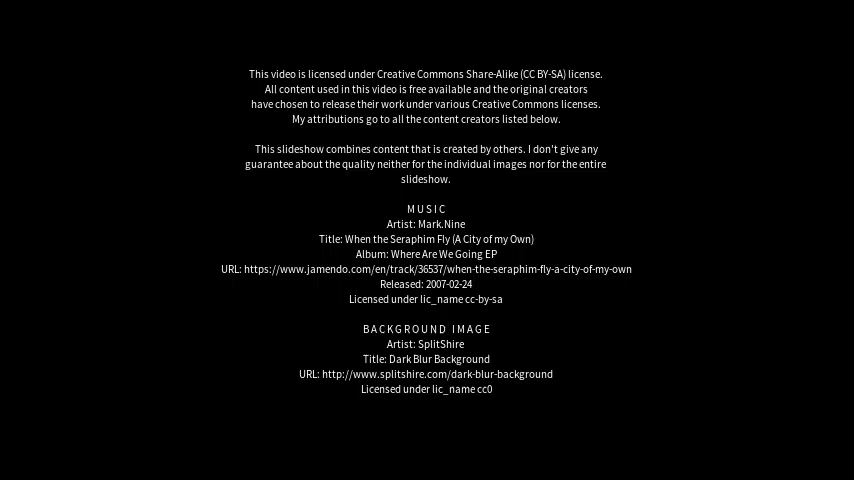 This video is licensed under Creative Commons Share-Alike (CC BY-SA) license.
All content used in this video is free available and the original creators
have chosen to release their work under various Creative Commons licenses.
My attributions go to all the content creators listed below.
This slideshow combines content that is created by others. I don't give any
guarantee about the quality neither for the individual images nor for the entire
slideshow.
MUSIC
Artist: Mark.Nine
Title: When the Seraphim Fly (A City of my Own)
Album: Where Are We Going EP
URL: https://www.jamendo.com/en/track/36537/when-the-seraphim-fly-a-city-of-my-own
Released: 2007-02-24
Licensed under lic_name cc-by-sa
BACKGROUND IMAGE
Artist: SplitShire
Title: Dark Blur Background
URL: http://www.splitshire.com/dark-blur-background
Licensed under lic_name cc0